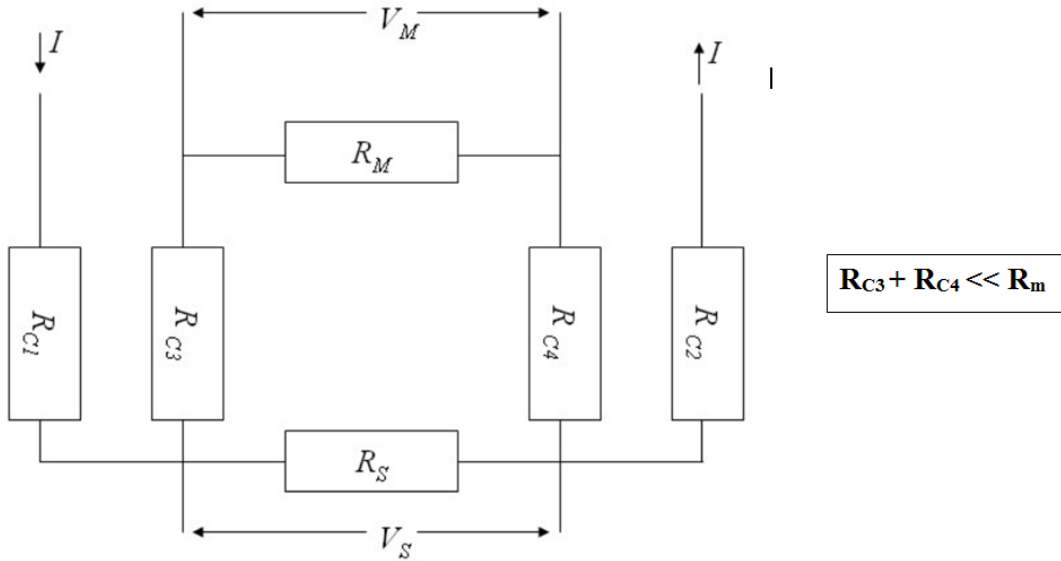 V_M
I
I
R_M
R_C1
R_C3
R_C4
R_C2
R_C3 + R_C4 << R_m
R_S
V_S